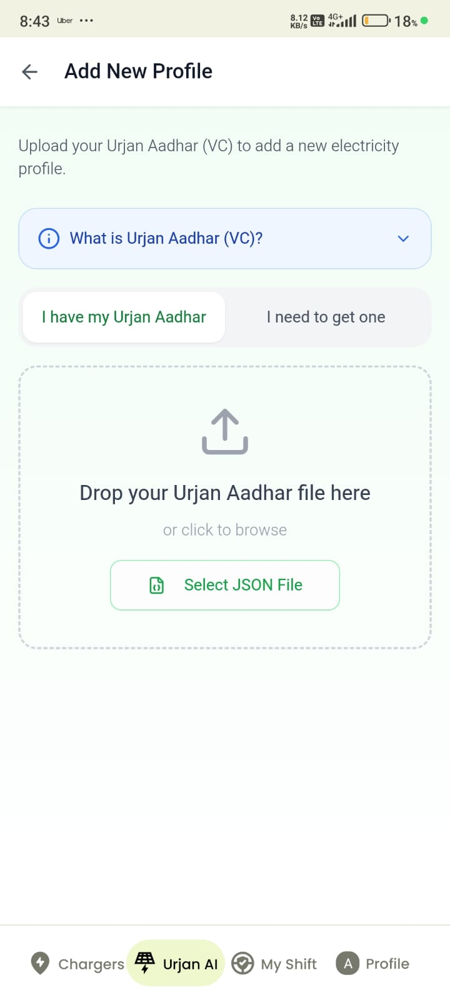 8:43 Uber ••• 8.12 KB/s Vo LTE 4G+ 18%
Add New Profile
Upload your Urjan Aadhar (VC) to add a new electricity
profile.
What is Urjan Aadhar (VC)?
I have my Urjan Aadhar I need to get one
Drop your Urjan Aadhar file here
or click to browse
Select JSON File
Chargers Urjan AI My Shift A Profile